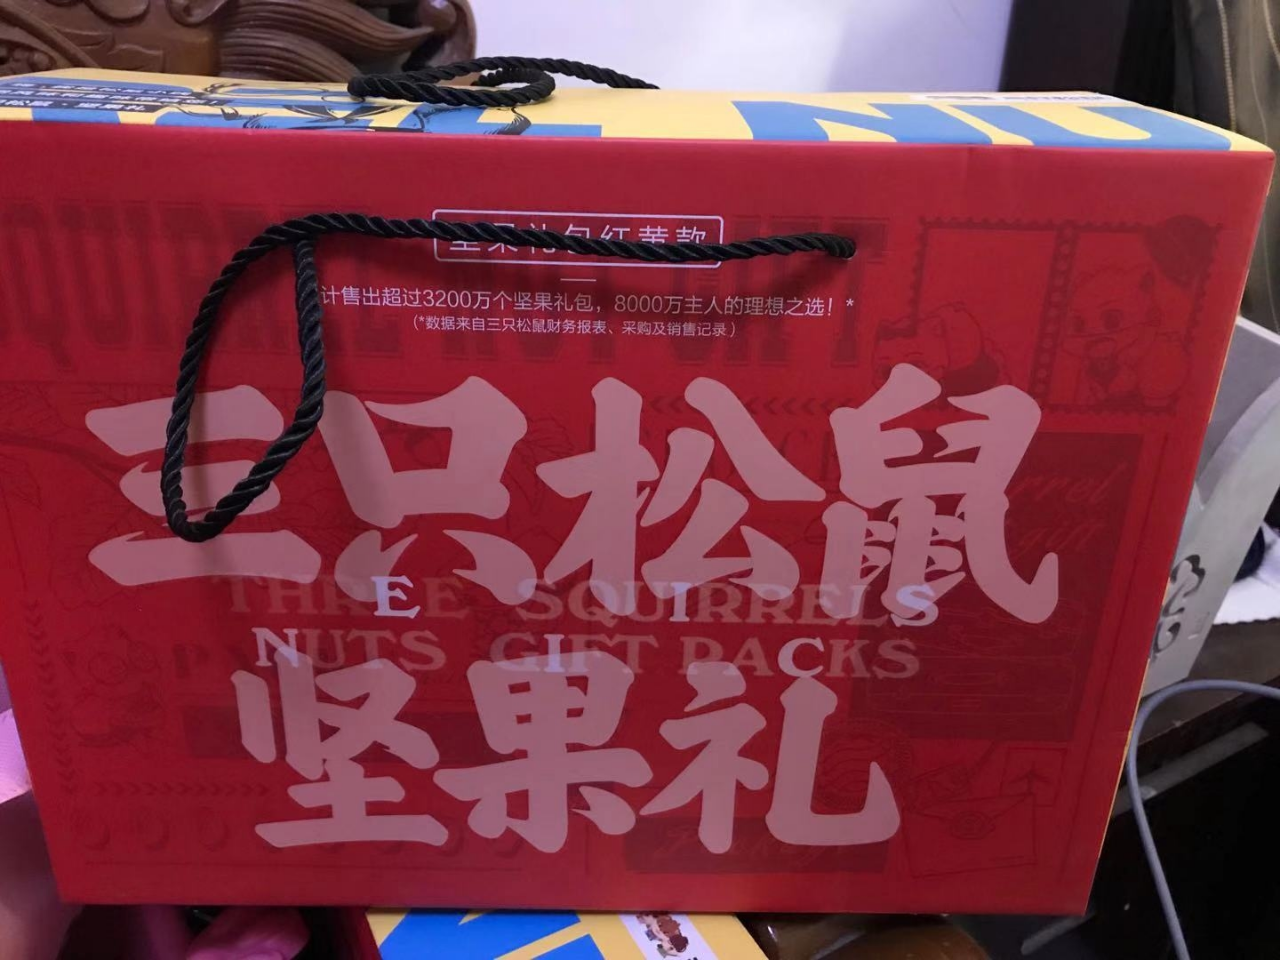 坚果礼包红黄款
计售出超过3200万个坚果礼包，8000万主人的理想之选！*
（*数据来自三只松鼠财务报表、采购及销售记录）
三只松鼠
THREE SQUIRRELS
NUTS GIFT PACKS
坚果礼